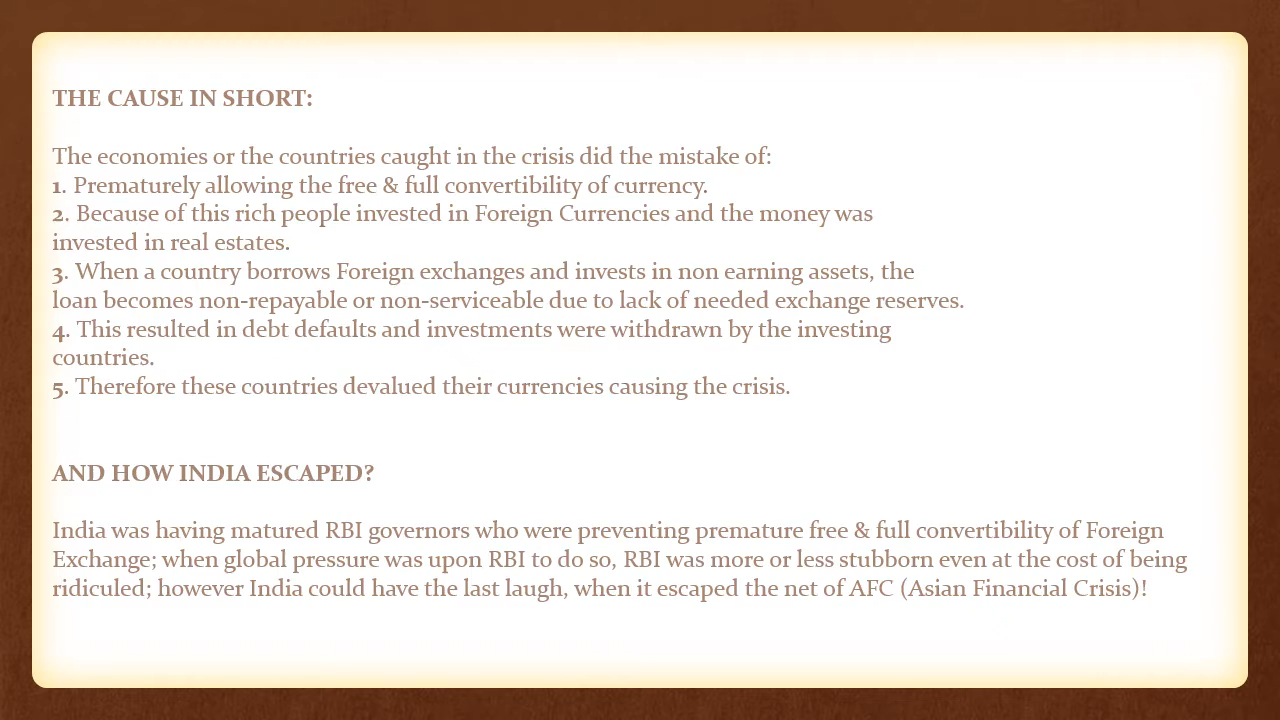 THE CAUSE IN SHORT:
The economies or the countries caught in the crisis did the mistake of:
1. Prematurely allowing the free & full convertibility of currency.
2. Because of this rich people invested in Foreign Currencies and the money was
invested in real estates.
3. When a country borrows Foreign exchanges and invests in non earning assets, the
loan becomes non-repayable or non-serviceable due to lack of needed exchange reserves.
4. This resulted in debt defaults and investments were withdrawn by the investing
countries.
5. Therefore these countries devalued their currencies causing the crisis.
AND HOW INDIA ESCAPED?
India was having matured RBI governors who were preventing premature free & full convertibility of Foreign
Exchange; when global pressure was upon RBI to do so, RBI was more or less stubborn even at the cost of being
ridiculed; however India could have the last laugh, when it escaped the net of AFC (Asian Financial Crisis)!